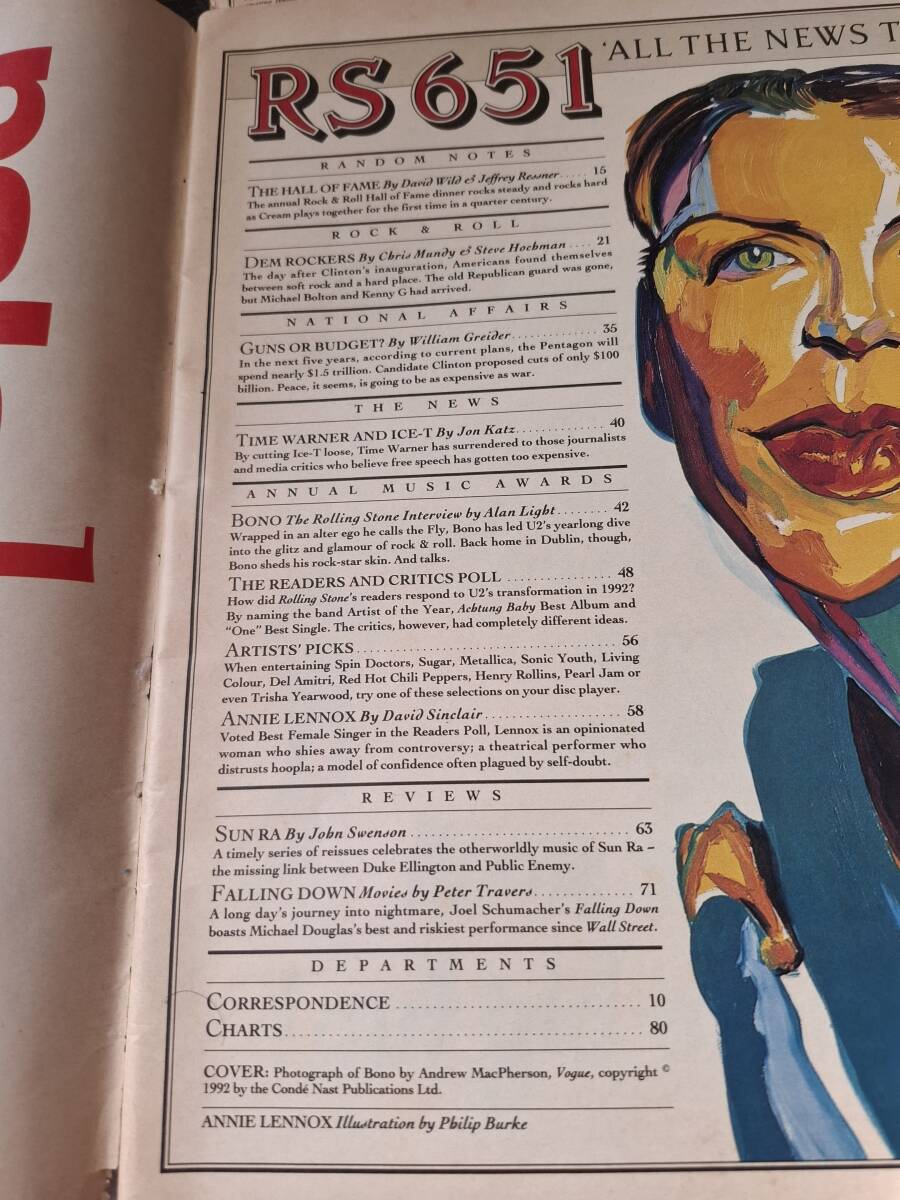 RS 651
'ALL THE NEWS T
RANDOM NOTES
THE HALL OF FAME By David Wild & Jeffrey Ressner..... 15
The annual Rock & Roll Hall of Fame dinner rocks steady and rocks hard
as Cream plays together for the first time in a quarter century.
ROCK & ROLL
DEM ROCKERS By Chris Mundy & Steve Hochman.... 21
The day after Clinton's inauguration, Americans found themselves
between soft rock and a hard place. The old Republican guard was gone,
but Michael Bolton and Kenny G had arrived.
NATIONAL AFFAIRS
GUNS OR BUDGET? By William Greider.............. 35
In the next five years, according to current plans, the Pentagon will
spend nearly $1.5 trillion. Candidate Clinton proposed cuts of only $100
billion. Peace, it seems, is going to be as expensive as war.
THE NEWS
TIME WARNER AND ICE-T By Jon Katz.............. 40
By cutting Ice-T loose, Time Warner has surrendered to those journalists
and media critics who believe free speech has gotten too expensive.
ANNUAL MUSIC AWARDS
BONO The Rolling Stone Interview by Alan Light........ 42
Wrapped in an alter ego he calls the Fly, Bono has led U2's yearlong dive
into the glitz and glamour of rock & roll. Back home in Dublin, though,
Bono sheds his rock-star skin. And talks.
THE READERS AND CRITICS POLL ................ 48
How did Rolling Stone's readers respond to U2's transformation in 1992?
By naming the band Artist of the Year, Achtung Baby Best Album and
"One" Best Single. The critics, however, had completely different ideas.
ARTISTS' PICKS...................................... 56
When entertaining Spin Doctors, Sugar, Metallica, Sonic Youth, Living
Colour, Del Amitri, Red Hot Chili Peppers, Henry Rollins, Pearl Jam or
even Trisha Yearwood, try one of these selections on your disc player.
ANNIE LENNOX By David Sinclair.................... 58
Voted Best Female Singer in the Readers Poll, Lennox is an opinionated
woman who shies away from controversy; a theatrical performer who
distrusts hoopla; a model of confidence often plagued by self-doubt.
REVIEWS
SUN RA By John Swenson ............................... 63
A timely series of reissues celebrates the otherworldly music of Sun Ra –
the missing link between Duke Ellington and Public Enemy.
FALLING DOWN Movies by Peter Travers.............. 71
A long day's journey into nightmare, Joel Schumacher's Falling Down
boasts Michael Douglas's best and riskiest performance since Wall Street.
DEPARTMENTS
CORRESPONDENCE .................................. 10
CHARTS.................................................. 80
COVER: Photograph of Bono by Andrew MacPherson, Vogue, copyright ©
1992 by the Condé Nast Publications Ltd.
ANNIE LENNOX Illustration by Philip Burke